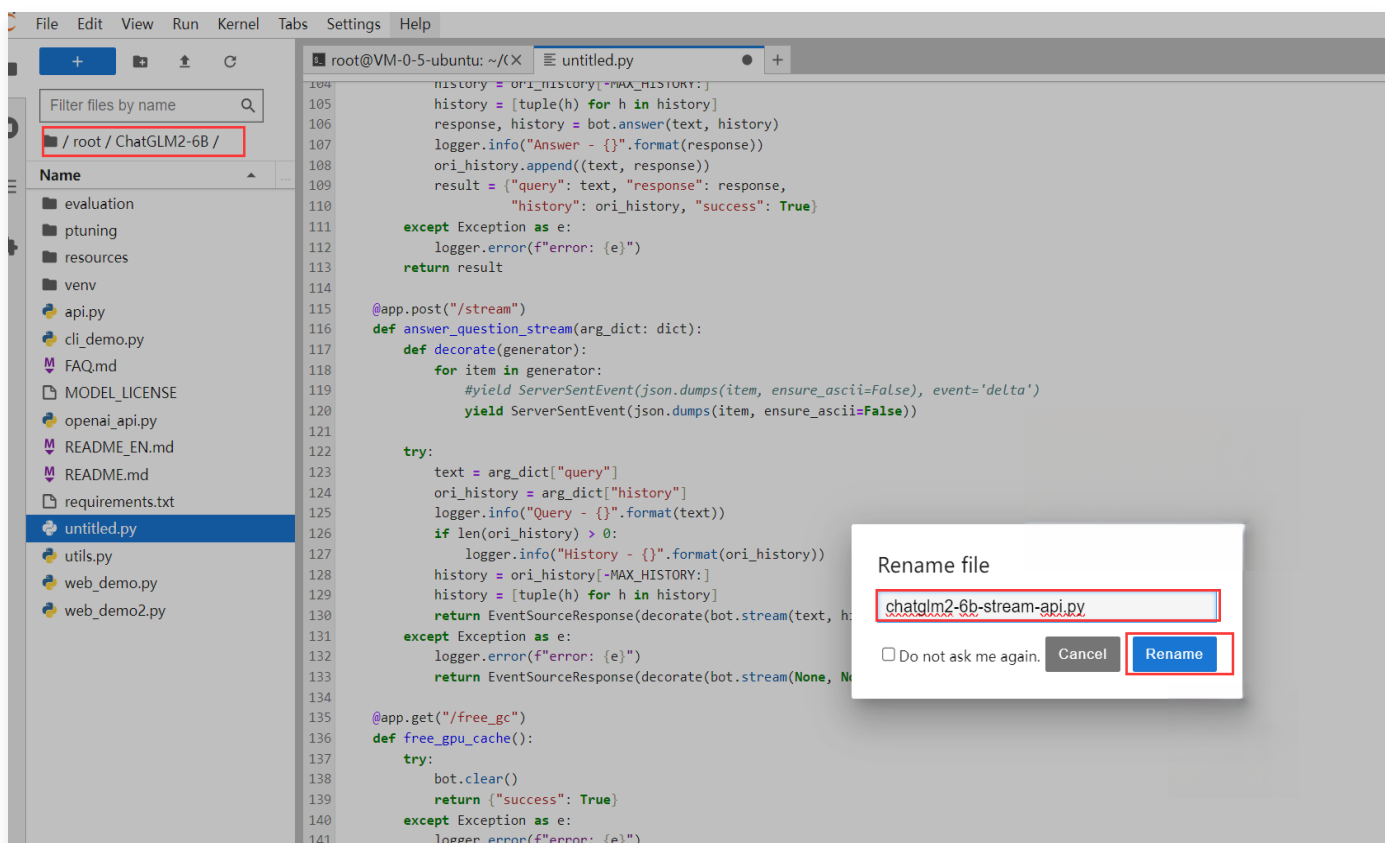 File Edit View Run Kernel Tabs Settings Help
+
Filter files by name
/ root / ChatGLM2-6B /
Name
...
evaluation
ptuning
resources
venv
api.py
cli_demo.py
FAQ.md
MODEL_LICENSE
openai_api.py
README_EN.md
README.md
requirements.txt
untitled.py
utils.py
web_demo.py
web_demo2.py
root@VM-0-5-ubuntu: ~/(
untitled.py
+
104 history = ori_history[-MAX_HISTORY:]
105 history = [tuple(h) for h in history]
106 response, history = bot.answer(text, history)
107 logger.info("Answer - {}".format(response))
108 ori_history.append((text, response))
109 result = {"query": text, "response": response,
110 "history": ori_history, "success": True}
111 except Exception as e:
112 logger.error(f"error: {e}")
113 return result
114
115 @app.post("/stream")
116 def answer_question_stream(arg_dict: dict):
117 def decorate(generator):
118 for item in generator:
119 #yield ServerSentEvent(json.dumps(item, ensure_ascii=False), event='delta')
120 yield ServerSentEvent(json.dumps(item, ensure_ascii=False))
121
122 try:
123 text = arg_dict["query"]
124 ori_history = arg_dict["history"]
125 logger.info("Query - {}".format(text))
126 if len(ori_history) > 0:
127 logger.info("History - {}".format(ori_history))
128 history = ori_history[-MAX_HISTORY:]
129 history = [tuple(h) for h in history]
130 return EventSourceResponse(decorate(bot.stream(text, h
131 except Exception as e:
132 logger.error(f"error: {e}")
133 return EventSourceResponse(decorate(bot.stream(None, N
134
135 @app.get("/free_gc")
136 def free_gpu_cache():
137 try:
138 bot.clear()
139 return {"success": True}
140 except Exception as e:
141 logger.error(f"error: {e}")
Rename file
chatglm2-6b-stream-api.py
Do not ask me again. Cancel Rename